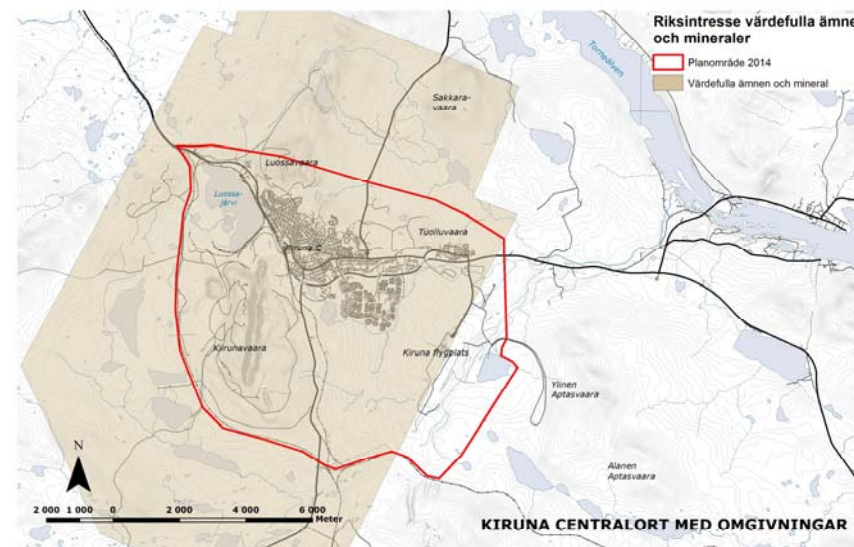 Riksintresse värdefulla ämne
och mineraler
Planområde 2014
Värdefulla ämnen och mineral
Torneälven
Sakkara-
vaara
Luossavaara
Luossa-
järvi
Kiruna C
Tuolluvaara
Kiirunavaara
Kiruna flygplats
Ylinen
Aptasvaara
Alanen
Aptasvaara
N
2 000 1 000 0 2 000 4 000 6 000
Meter
KIRUNA CENTRALORT MED OMGIVNINGAR